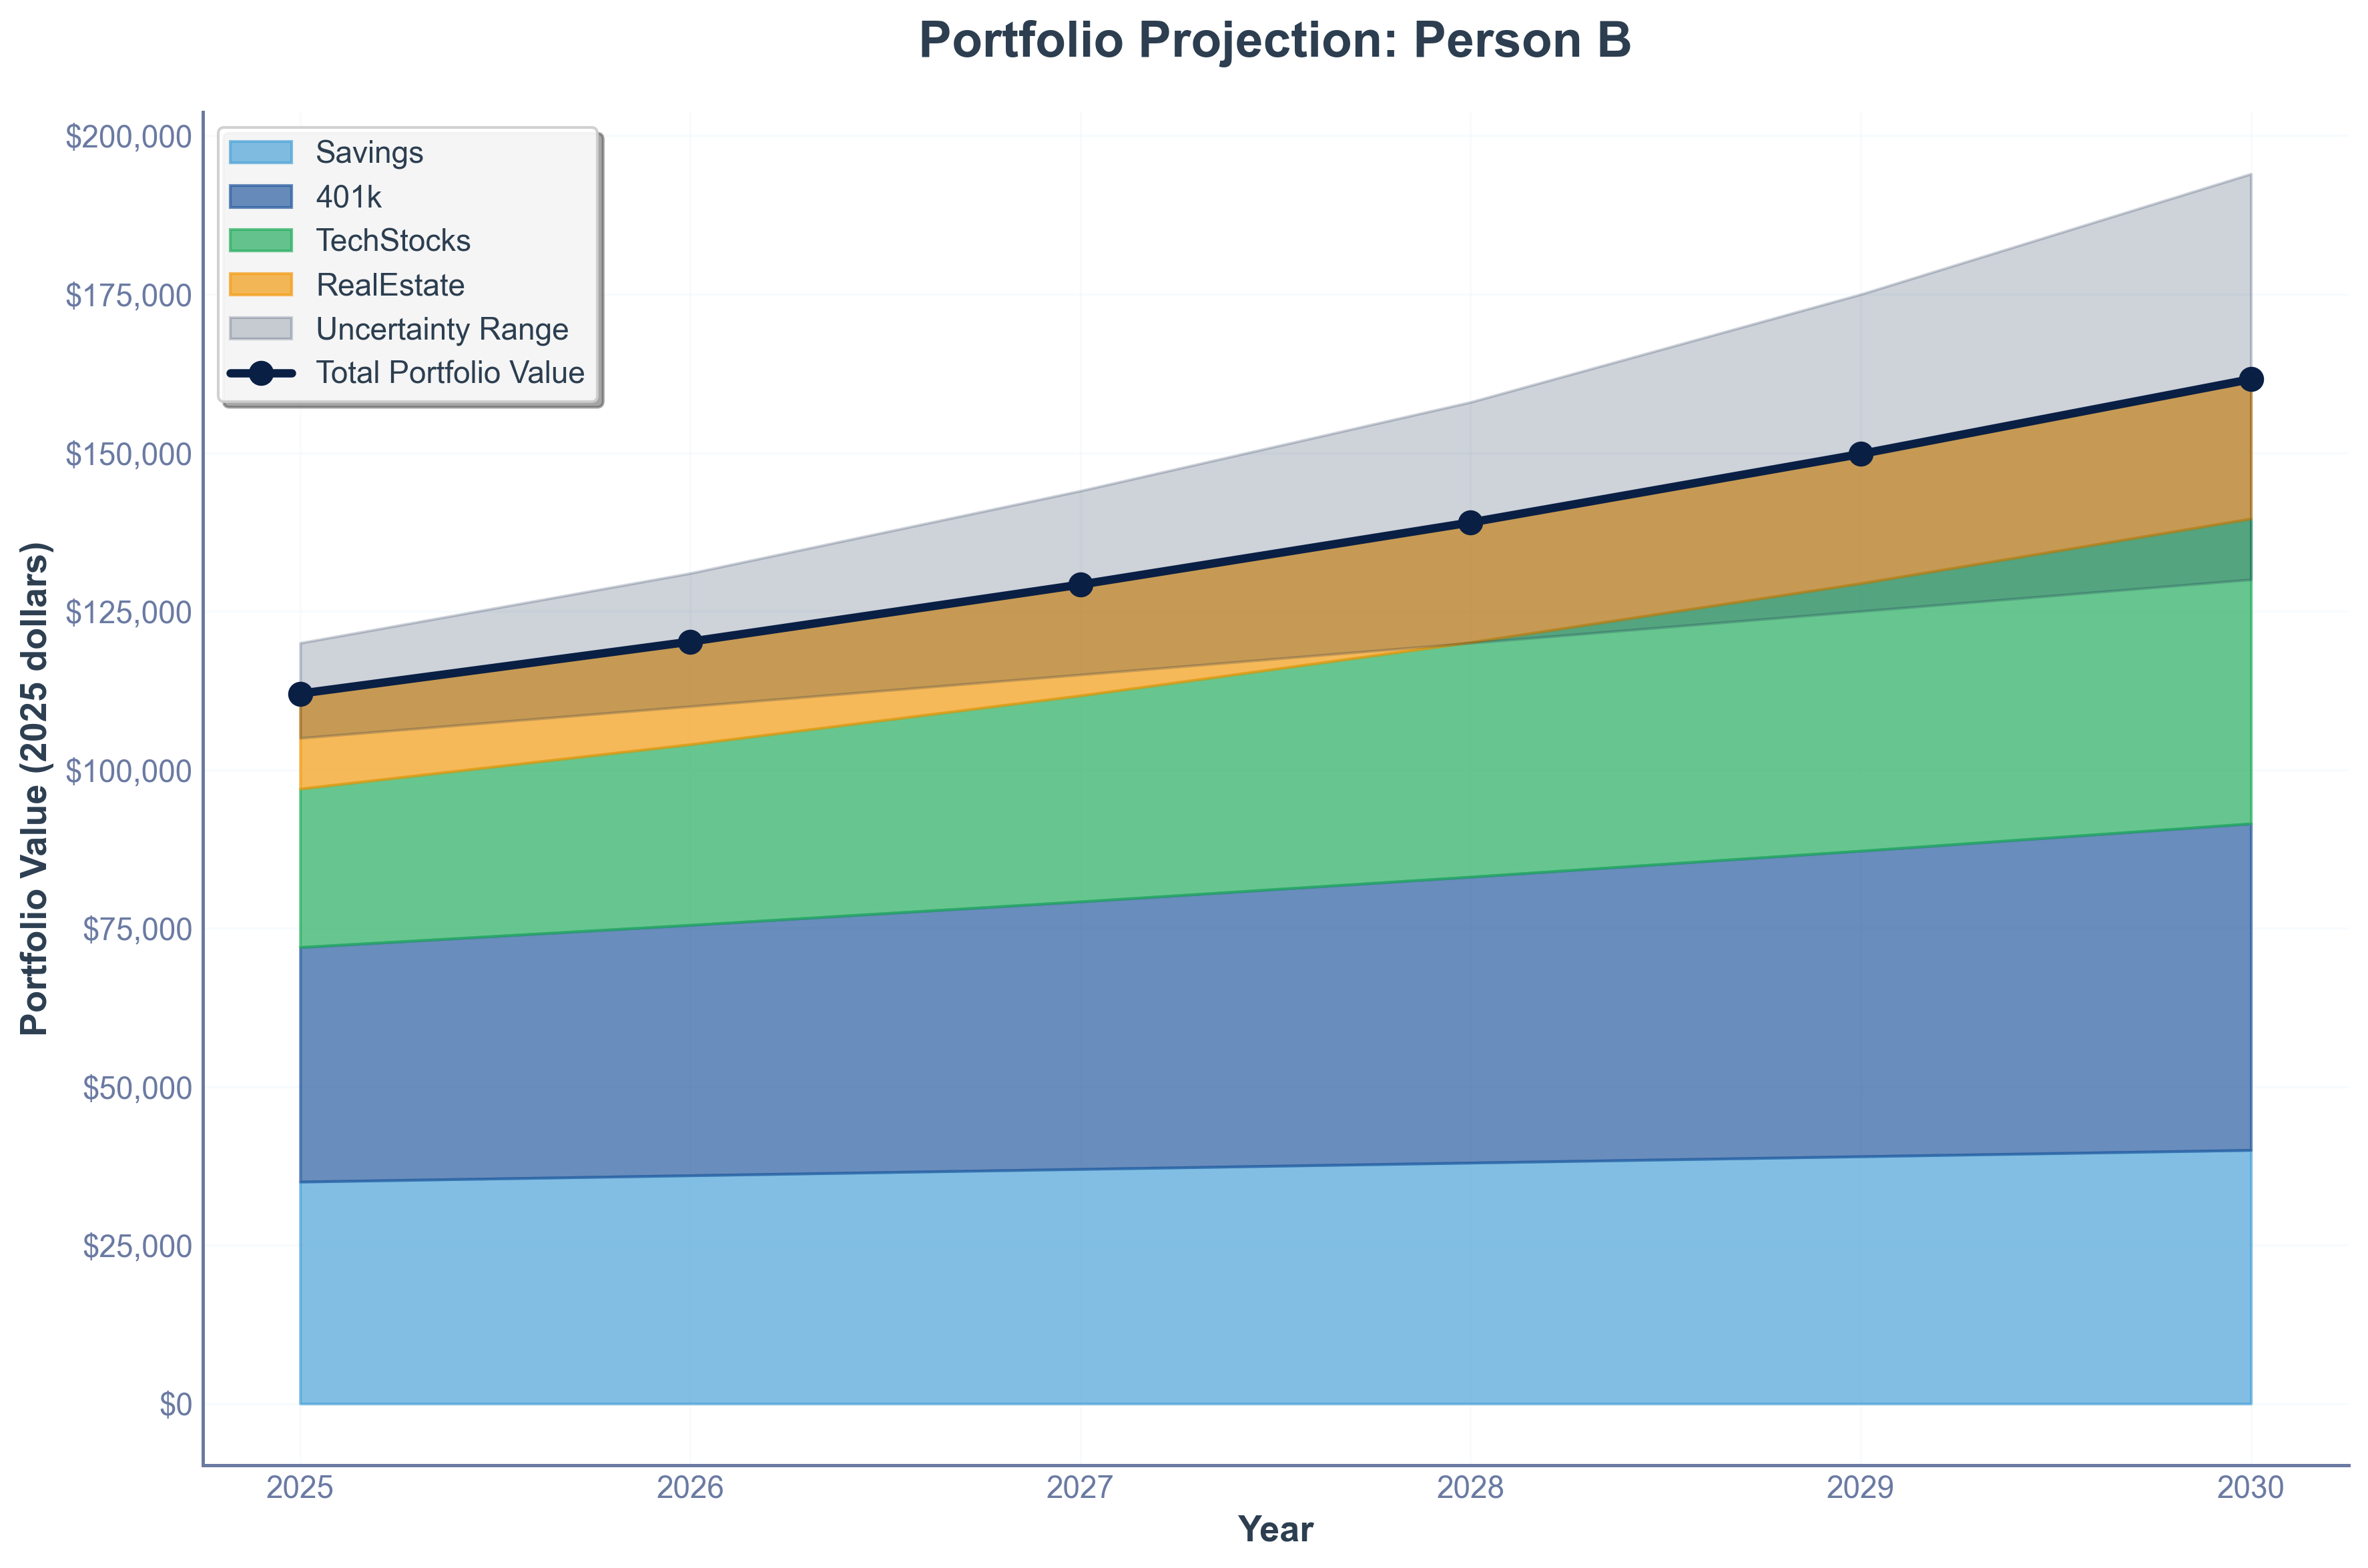 Portfolio Projection: Person B
Savings
401k
TechStocks
RealEstate
Uncertainty Range
Total Portfolio Value
Portfolio Value (2025 dollars)
$200,000
$175,000
$150,000
$125,000
$100,000
$75,000
$50,000
$25,000
$0
2025 2026 2027 2028 2029 2030
Year